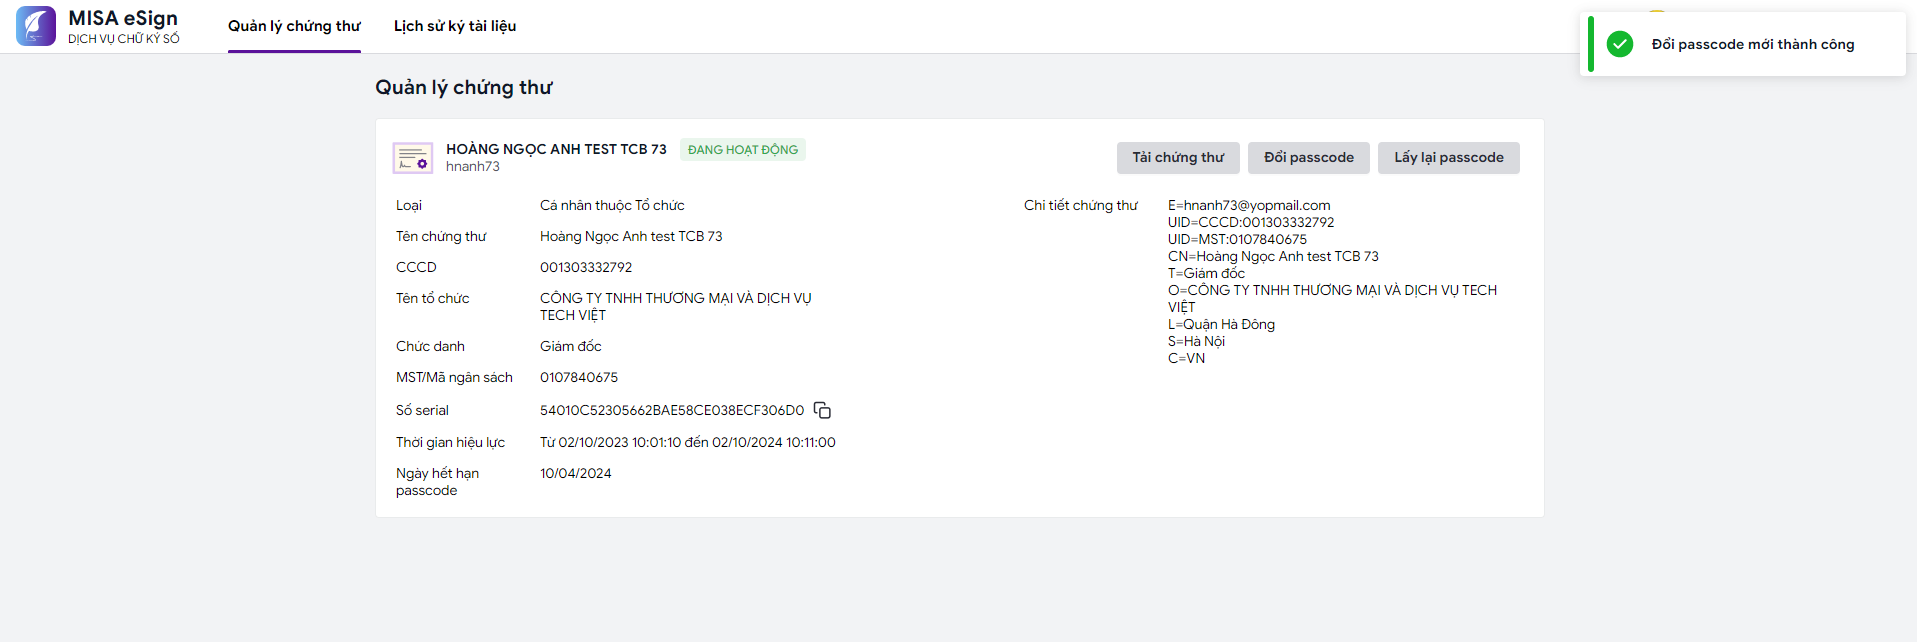 MISA eSign
DỊCH VỤ CHỮ KÝ SỐ
Quản lý chứng thư
Lịch sử ký tài liệu
Đổi passcode mới thành công
Quản lý chứng thư
HOÀNG NGỌC ANH TEST TCB 73
ĐANG HOẠT ĐỘNG
hnanh73
Tải chứng thư
Đổi passcode
Lấy lại passcode
Loại
Cá nhân thuộc Tổ chức
Tên chứng thư
Hoàng Ngọc Anh test TCB 73
CCCD
001303332792
Tên tổ chức
CÔNG TY TNHH THƯƠNG MẠI VÀ DỊCH VỤ
TECH VIỆT
Chức danh
Giám đốc
MST/Mã ngân sách
0107840675
Số serial
54010C52305662BAE58CE038ECF306D0
Thời gian hiệu lực
Từ 02/10/2023 10:01:10 đến 02/10/2024 10:11:00
Ngày hết hạn
passcode
10/04/2024
Chi tiết chứng thư
E=hnanh73@yopmail.com
UID=CCCD:001303332792
UID=MST:0107840675
CN=Hoàng Ngọc Anh test TCB 73
T=Giám đốc
O=CÔNG TY TNHH THƯƠNG MẠI VÀ DỊCH VỤ TECH
VIỆT
L=Quận Hà Đông
S=Hà Nội
C=VN